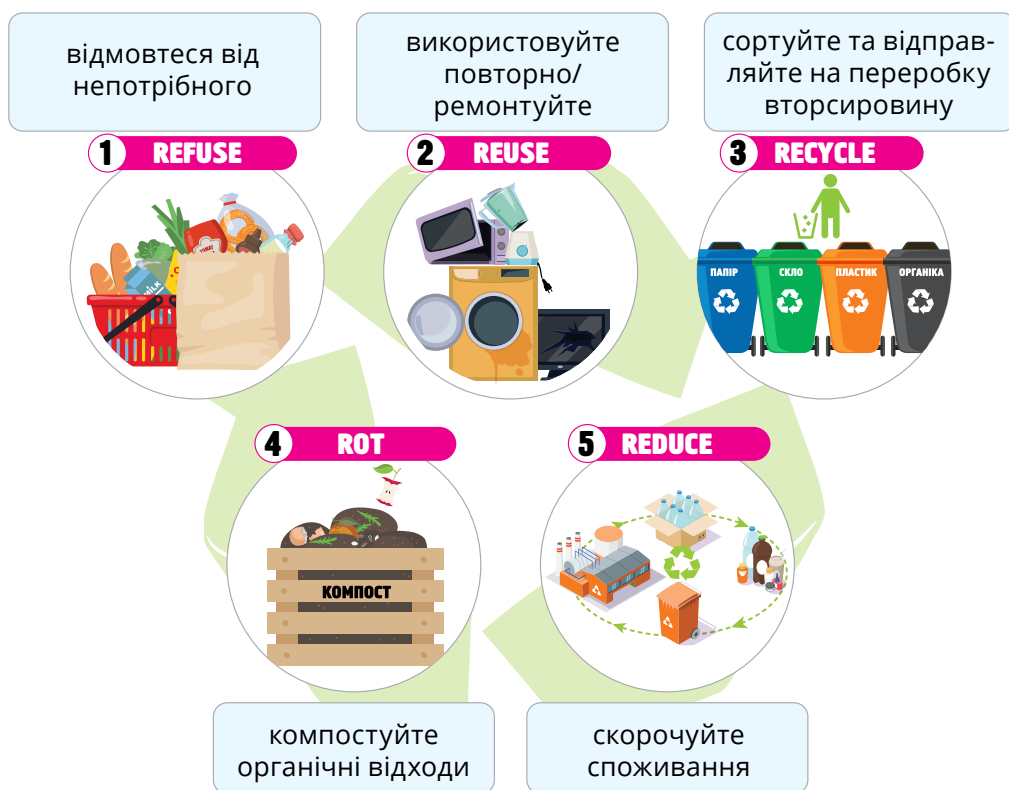 відмовтеся від
непотрібного
використовуйте
повторно/
ремонтуйте
сортуйте та відправ-
ляйте на переробку
вторсировину
1 REFUSE
2 REUSE
3 RECYCLE
MILK
ПАПІР
СКЛО
ПЛАСТИК
ОРГАНІКА
4 ROT
5 REDUCE
КОМПОСТ
компостуйте
органічні відходи
скорочуйте
споживання